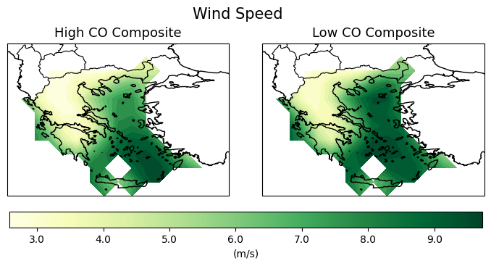 Wind Speed
High CO Composite
Low CO Composite
3.0 4.0 5.0 6.0 7.0 8.0 9.0
(m/s)